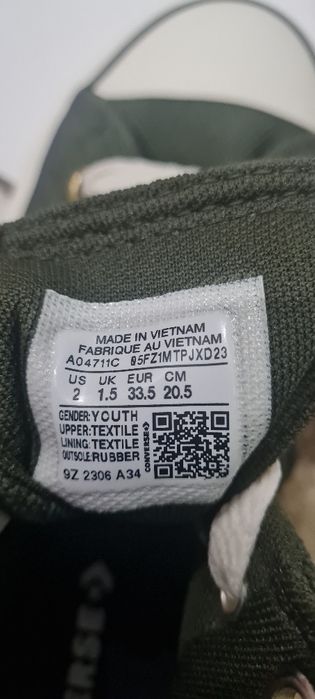 MADE IN VIETNAM
FABRIQUE AU VIETNAM
A04711C 05FZ1MTPJXD23
US UK EUR CM
2 1.5 33.5 20.5
GENDER:YOUTH
UPPER:TEXTILE
LINING:TEXTILE
OUTSOLE:RUBBER
CONVERSE
9Z 2306 A34
VERSE